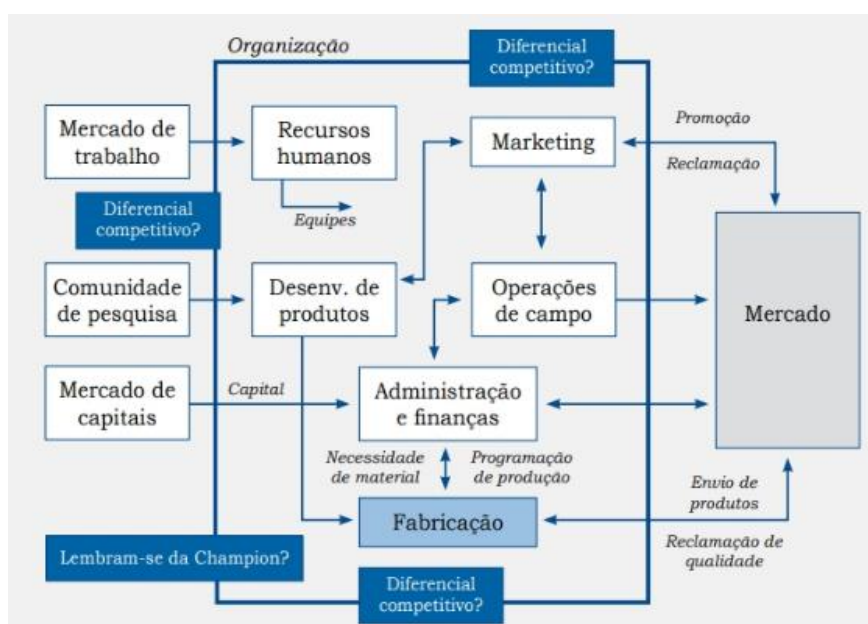 Organização
Diferencial
competitivo?
Mercado de
trabalho
Recursos
humanos
Marketing
Promoção
Reclamação
Equipes
Diferencial
competitivo?
Comunidade
de pesquisa
Desenv. de
produtos
Operações
de campo
Mercado
Mercado de
capitais
Capital
Administração
e finanças
Necessidade
de material
Programação
de produção
Fabricação
Envio de
produtos
Reclamação de
qualidade
Lembram-se da Champion?
Diferencial
competitivo?